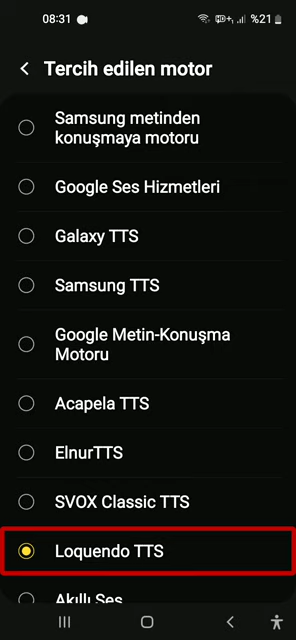 08:31 %21
Tercih edilen motor
Samsung metinden
konuşmaya motoru
Google Ses Hizmetleri
Galaxy TTS
Samsung TTS
Google Metin-Konuşma
Motoru
Acapela TTS
ElnurTTS
SVOX Classic TTS
Loquendo TTS
Akıllı Ses